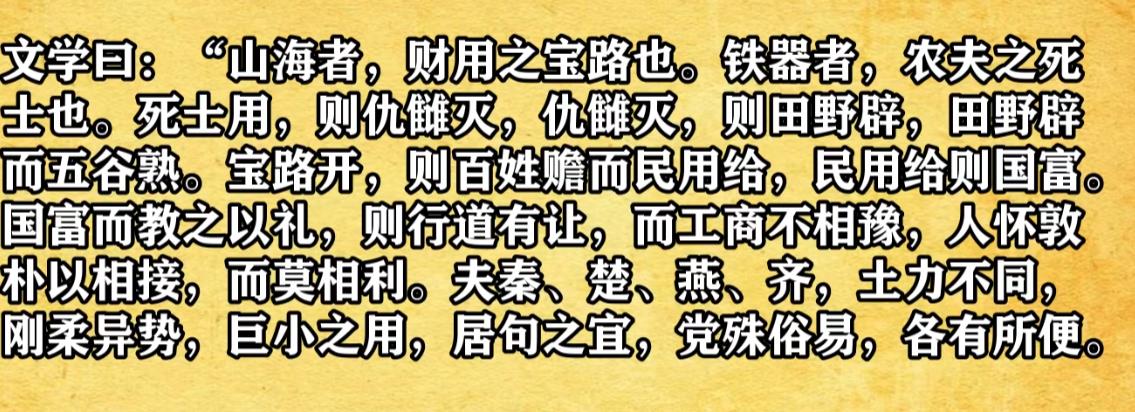 文学曰：“山海者，财用之宝路也。铁器者，农夫之死
士也。死士用，则仇雠灭，仇雠灭，则田野辟，田野辟
而五谷熟。宝路开，则百姓赡而民用给，民用给则国富。
国富而教之以礼，则行道有让，而工商不相豫，人怀敦
朴以相接，而莫相利。夫秦、楚、燕、齐，土力不同，
刚柔异势，巨小之用，居句之宜，党殊俗易，各有所便。